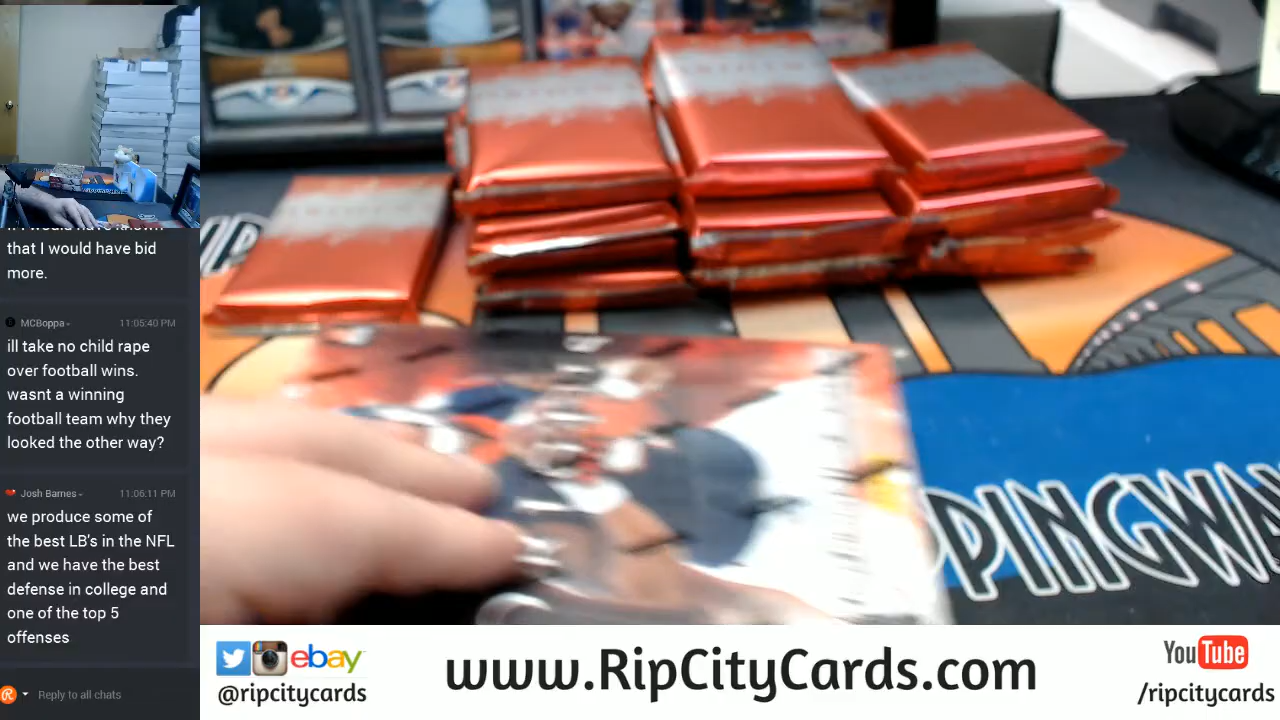 that I would have bid
more.
MCBoppa
11:05:40 PM
ill take no child rape
over football wins.
wasnt a winning
football team why they
looked the other way?
Josh Barnes
11:06:11 PM
we produce some of
the best LB's in the NFL
and we have the best
defense in college and
one of the top 5
offenses
Reply to all chats
PPINGWA
ebay
@ripcitycards
www.RipCityCards.com
YouTube
/ripcitycards